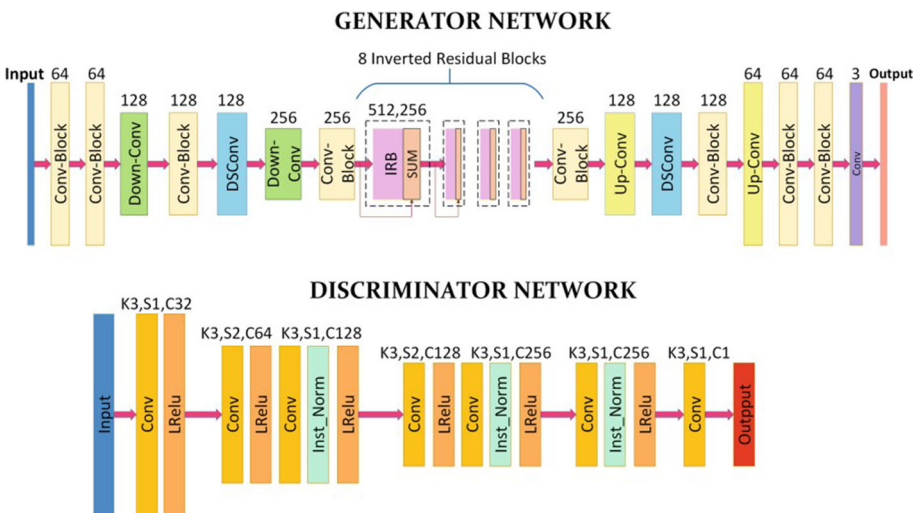 GENERATOR NETWORK
8 Inverted Residual Blocks
Input
64
64
128
128
128
256
256
512,256
256
128
128
128
64
64
64
3
Output
Conv-Block
Conv-Block
Down-Conv
Conv-Block
DSConv
Down-
Conv
Conv-
Block
IRB
SUM
Conv-
Block
Up-Conv
DSConv
Conv-Block
Up-Conv
Conv-Block
Conv-Block
Conv
DISCRIMINATOR NETWORK
K3,S1,C32
K3,S2,C64
K3,S1,C128
K3,S2,C128
K3,S1,C256
K3,S1,C256
K3,S1,C1
Input
Conv
LRelu
Conv
LRelu
Conv
Inst_Norm
LRelu
Conv
LRelu
Conv
Inst_Norm
LRelu
Conv
Inst_Norm
LRelu
Conv
Outpput